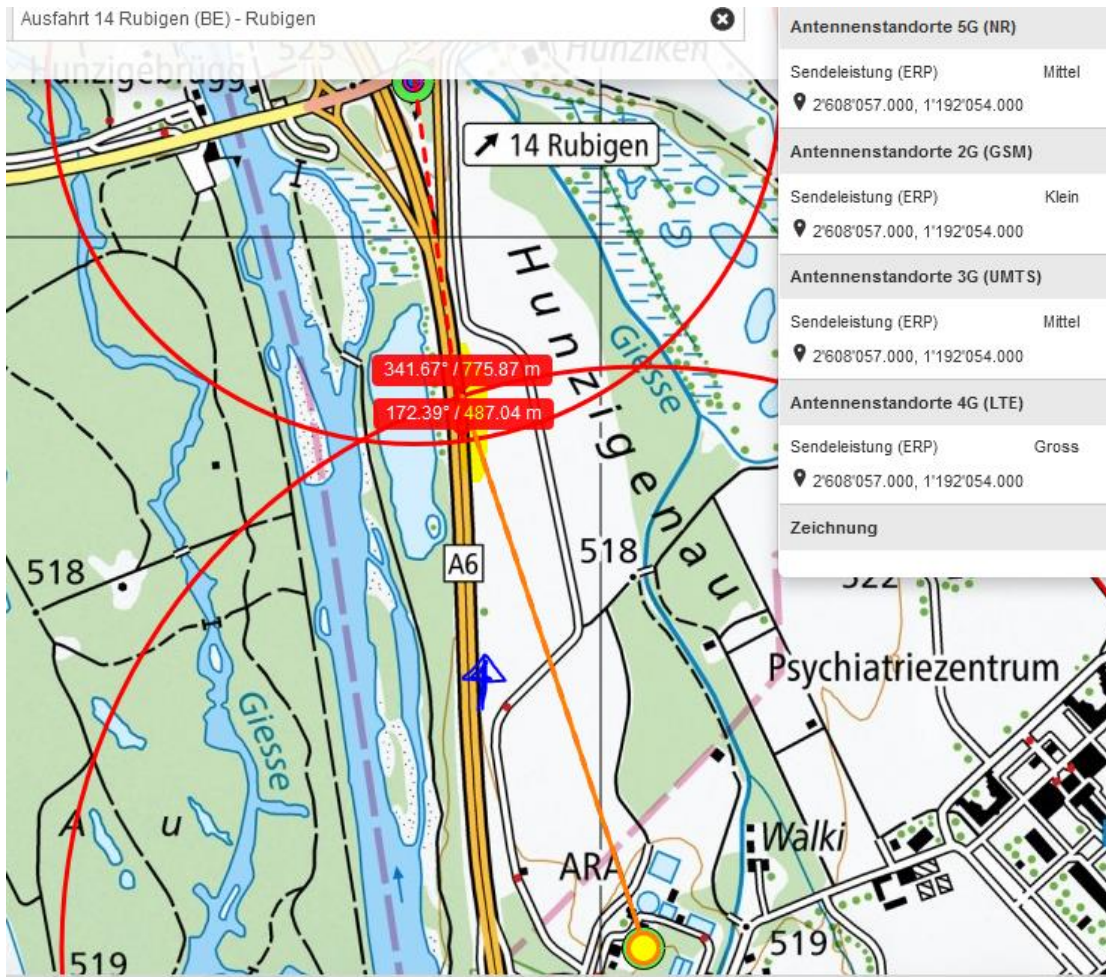 Ausfahrt 14 Rubigen (BE) - Rubigen
Antennenstandorte 5G (NR)
Sendeleistung (ERP) Mittel
2'608'057.000, 1'192'054.000
Antennenstandorte 2G (GSM)
Sendeleistung (ERP) Klein
2'608'057.000, 1'192'054.000
Antennenstandorte 3G (UMTS)
Sendeleistung (ERP) Mittel
2'608'057.000, 1'192'054.000
Antennenstandorte 4G (LTE)
Sendeleistung (ERP) Gross
2'608'057.000, 1'192'054.000
Zeichnung
Hunzigebrügg
525
Hunziken
14 Rubigen
Hunzigenau
Giesse
341.67° / 775.87 m
172.39° / 487.04 m
518
A6
518
522
Psychiatriezentrum
Giesse
Au
ARA
Walki
519
519